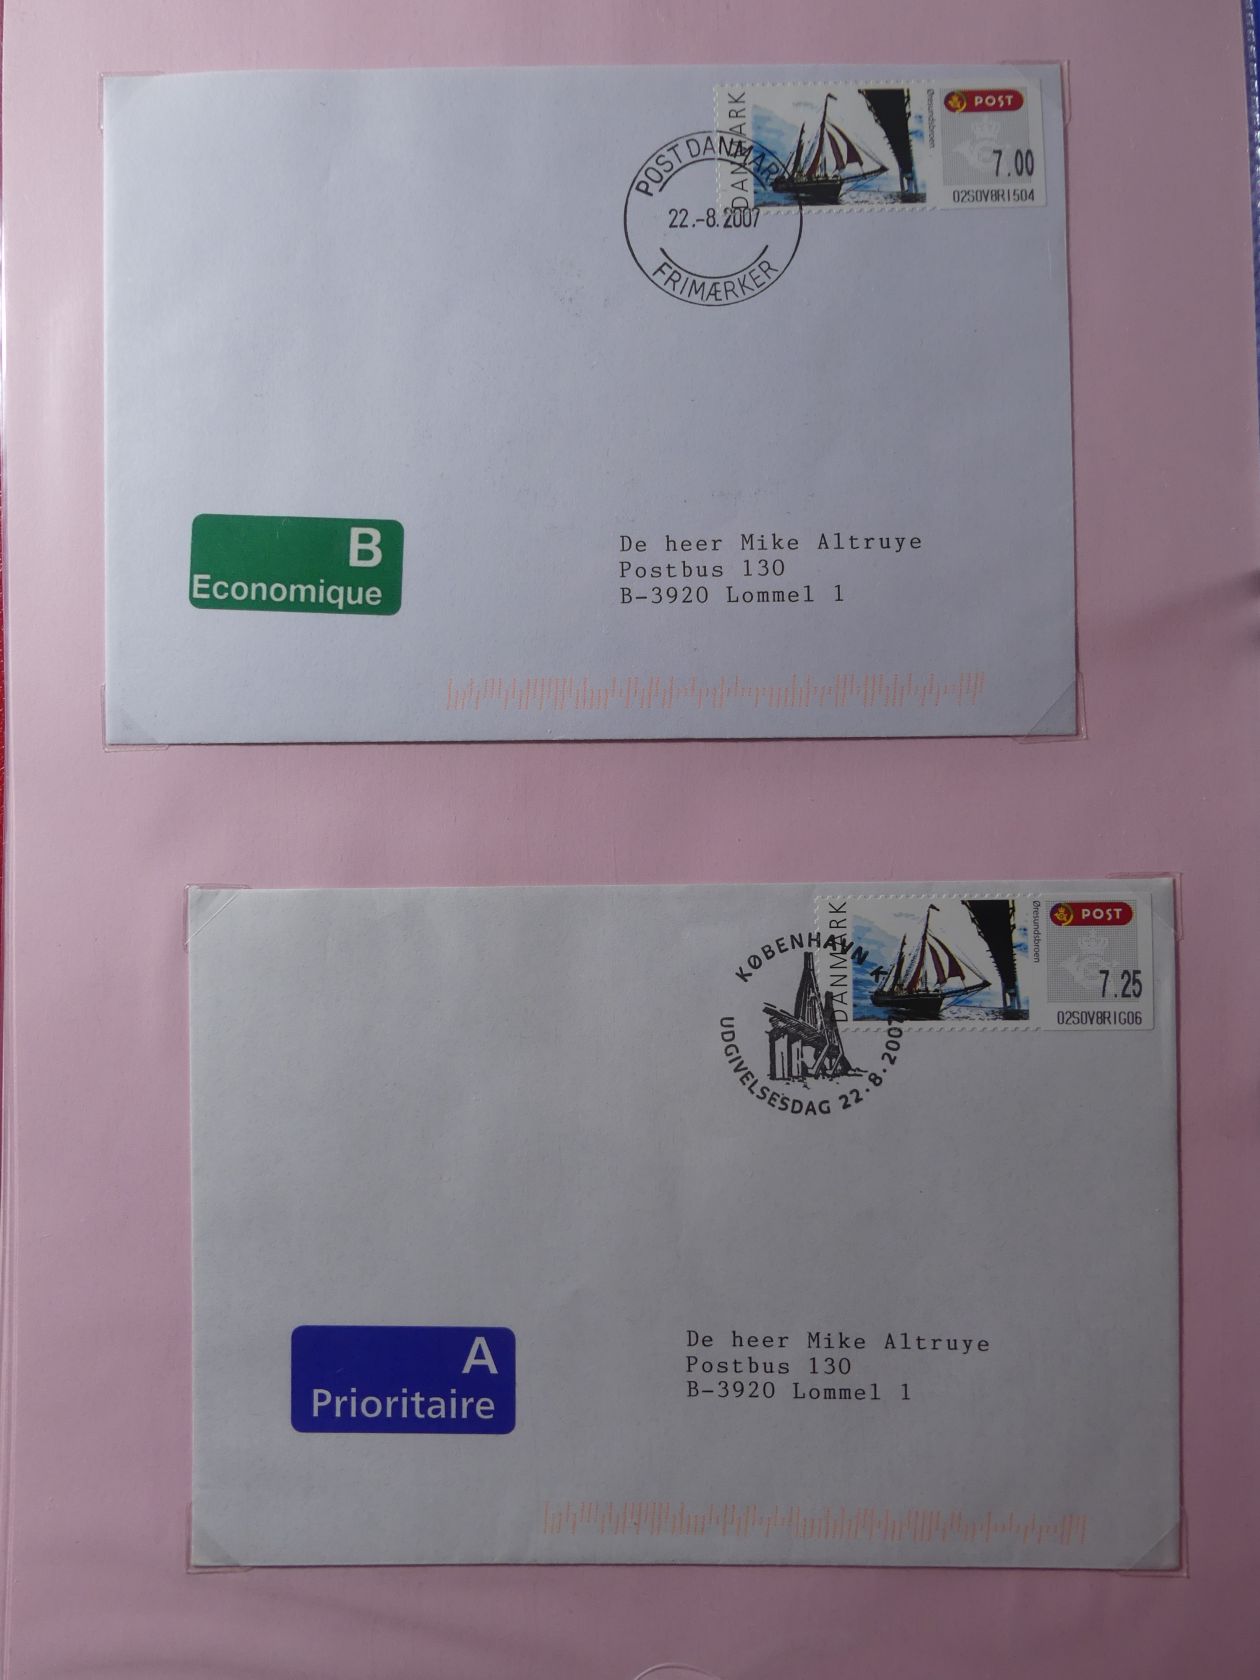 DANMARK
Øresundsbroen
POST
7.00
02SOV8RI504
POST DANMARK
22.-8.2007
FRIMÆRKER
B
Economique
De heer Mike Altruye
Postbus 130
B-3920 Lommel 1
DANMARK
Øresundsbroen
POST
7.25
02SOV8RIG06
KØBENHAVN K
UDGIVELSESDAG 22.8.2007
A
Prioritaire
De heer Mike Altruye
Postbus 130
B-3920 Lommel 1